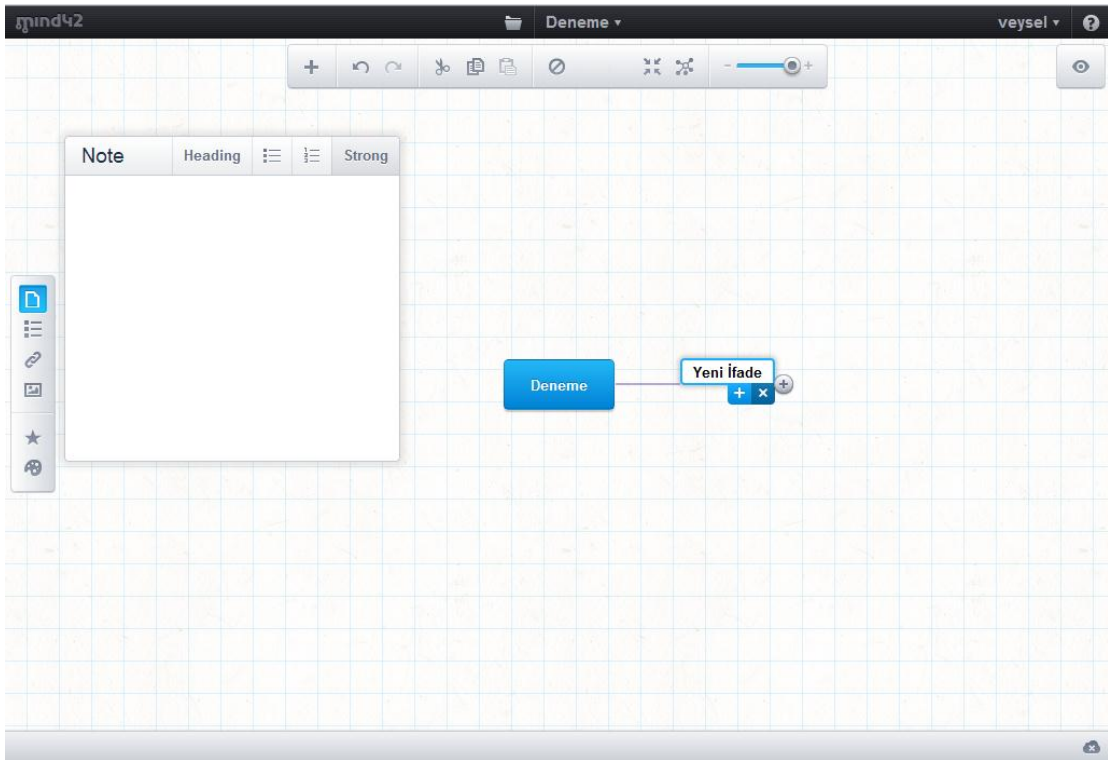 mind42
Deneme
veysel
Note
Heading
Strong
Deneme
Yeni İfade